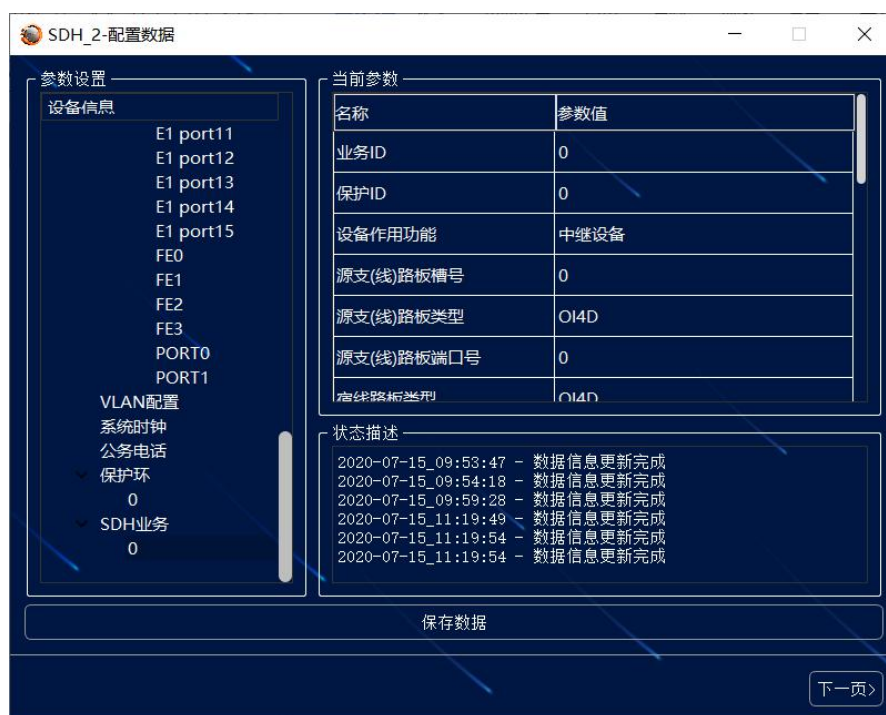 SDH_2-配置数据
参数设置
设备信息
E1 port11
E1 port12
E1 port13
E1 port14
E1 port15
FE0
FE1
FE2
FE3
PORT0
PORT1
VLAN配置
系统时钟
公务电话
保护环
0
SDH业务
0
当前参数
名称 参数值
业务ID 0
保护ID 0
设备作用功能 中继设备
源支(线)路板槽号 0
源支(线)路板类型 OI4D
源支(线)路板端口号 0
宿线路板类型 OI4D
状态描述
2020-07-15_09:53:47 - 数据信息更新完成
2020-07-15_09:54:18 - 数据信息更新完成
2020-07-15_09:59:28 - 数据信息更新完成
2020-07-15_11:19:49 - 数据信息更新完成
2020-07-15_11:19:54 - 数据信息更新完成
2020-07-15_11:19:54 - 数据信息更新完成
保存数据
下一页>